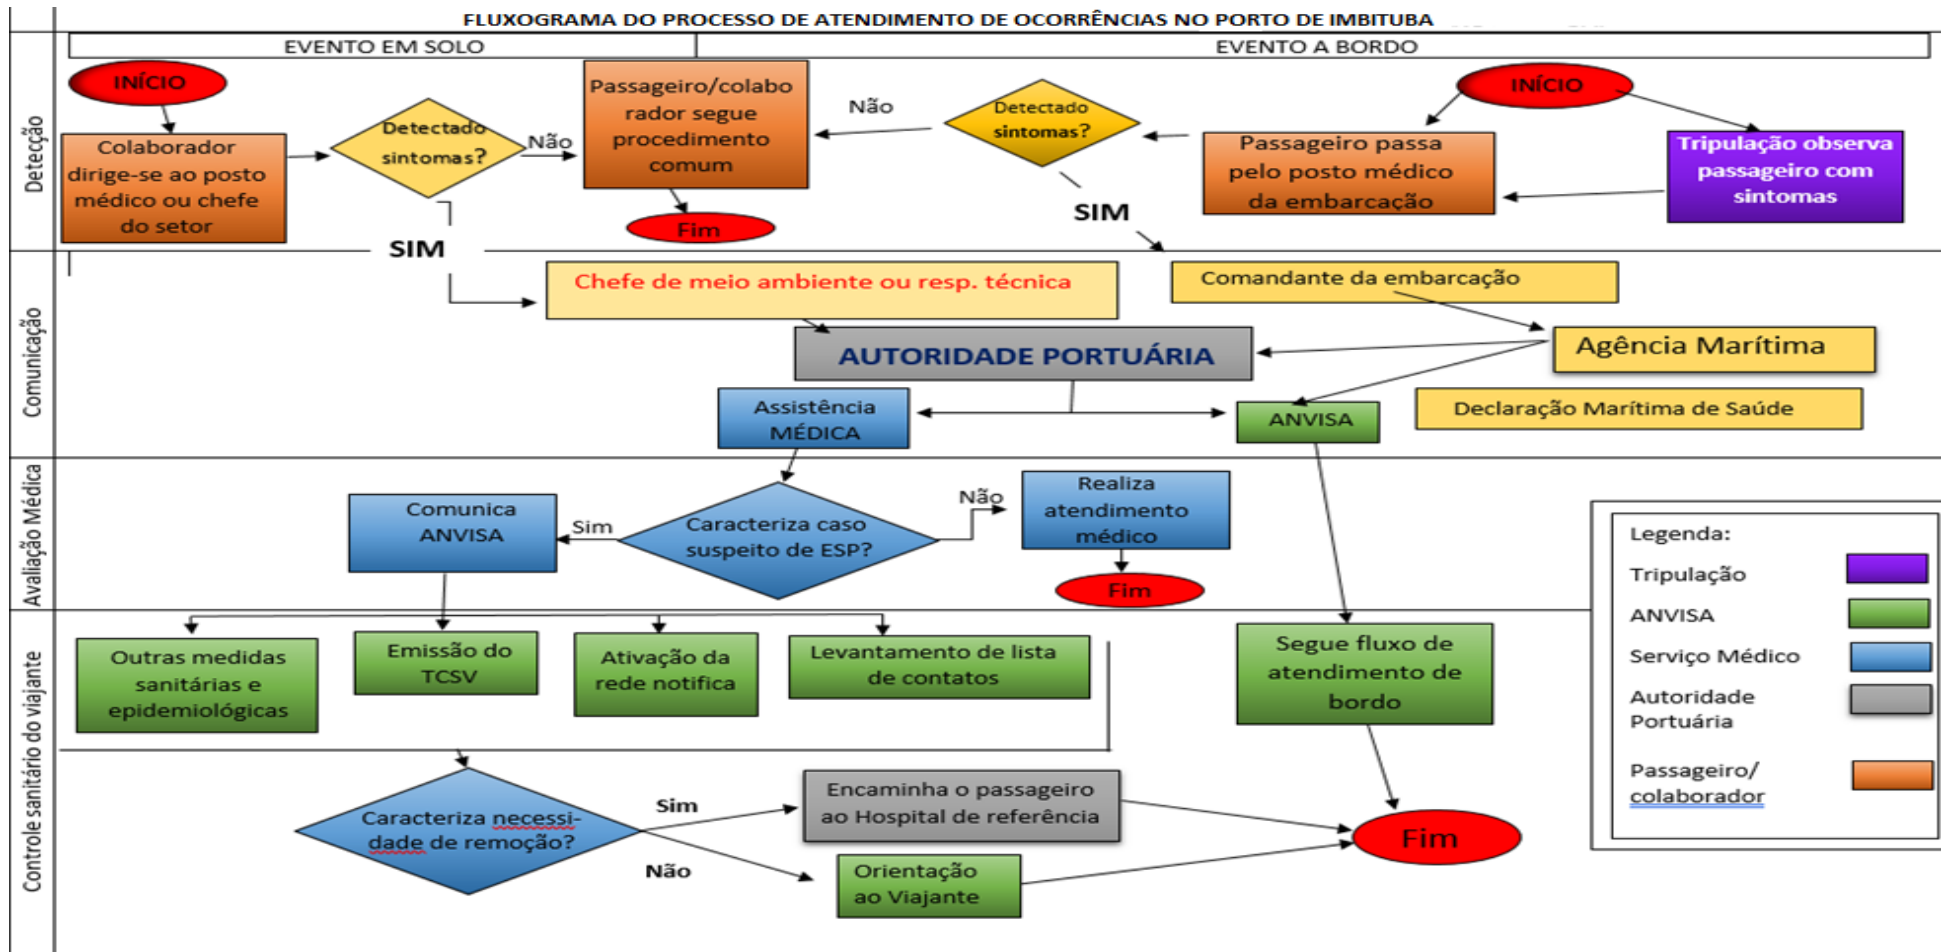 FLUXOGRAMA DO PROCESSO DE ATENDIMENTO DE OCORRÊNCIAS NO PORTO DE IMBITUBA
EVENTO EM SOLO
EVENTO A BORDO
Detecção
INÍCIO
Colaborador
dirige-se ao posto
médico ou chefe
do setor
Detectado
sintomas?
Não
SIM
Passageiro/colabo
rador segue
procedimento
comum
Fim
Não
Detectado
sintomas?
SIM
INÍCIO
Passageiro passa
pelo posto médico
da embarcação
Tripulação observa
passageiro com
sintomas
Comunicação
Chefe de meio ambiente ou resp. técnica
Comandante da embarcação
AUTORIDADE PORTUÁRIA
Agência Marítima
Assistência
MÉDICA
ANVISA
Declaração Marítima de Saúde
Avaliação Médica
Comunica
ANVISA
Sim
Caracteriza caso
suspeito de ESP?
Não
Realiza
atendimento
médico
Fim
Controle sanitário do viajante
Outras medidas
sanitárias e
epidemiológicas
Emissão do
TCSV
Ativação da
rede notifica
Levantamento de lista
de contatos
Segue fluxo de
atendimento de
bordo
Caracteriza necessi-
dade de remoção?
Sim
Não
Encaminha o passageiro
ao Hospital de referência
Orientação
ao Viajante
Fim
Legenda:
Tripulação
ANVISA
Serviço Médico
Autoridade
Portuária
Passageiro/
colaborador